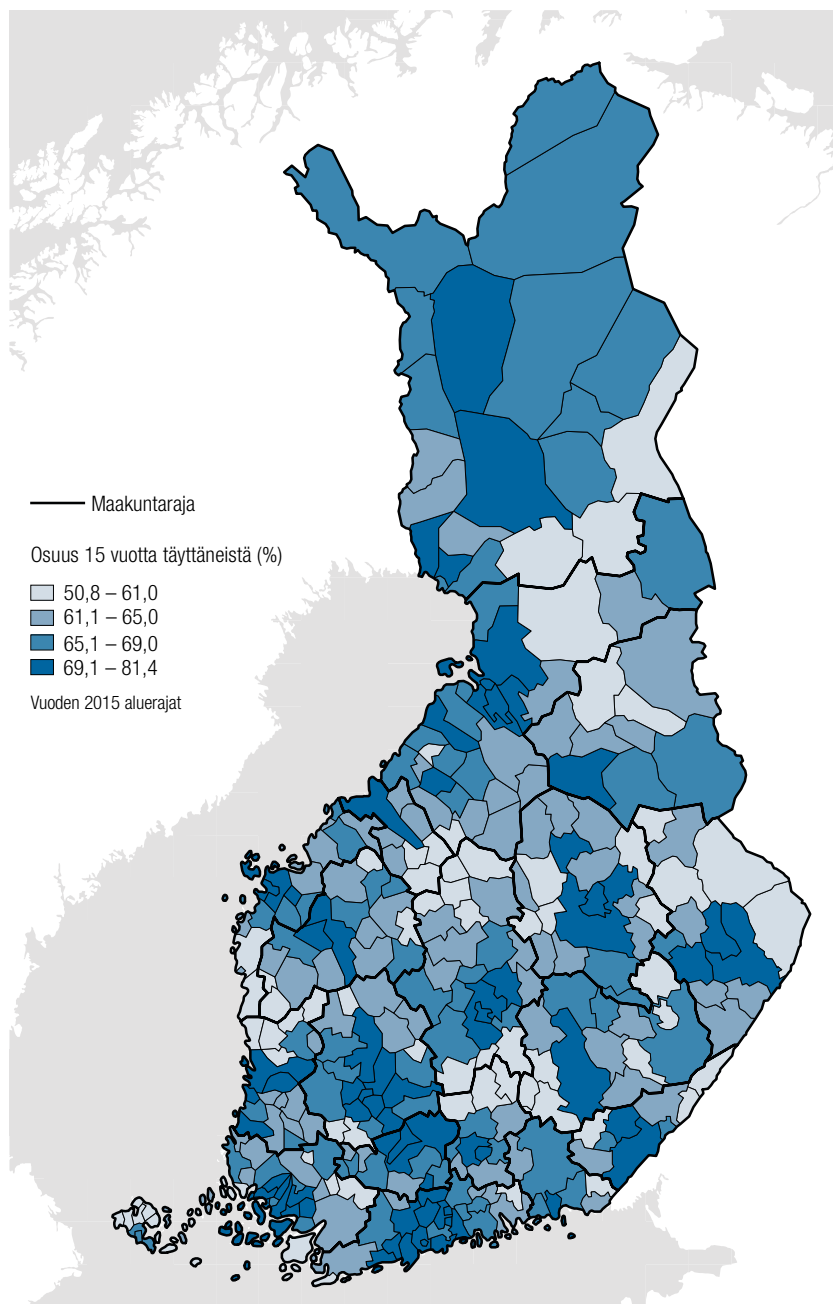 Maakuntaraja
Osuus 15 vuotta täyttäneistä (%)
50,8 – 61,0
61,1 – 65,0
65,1 – 69,0
69,1 – 81,4
Vuoden 2015 aluerajat